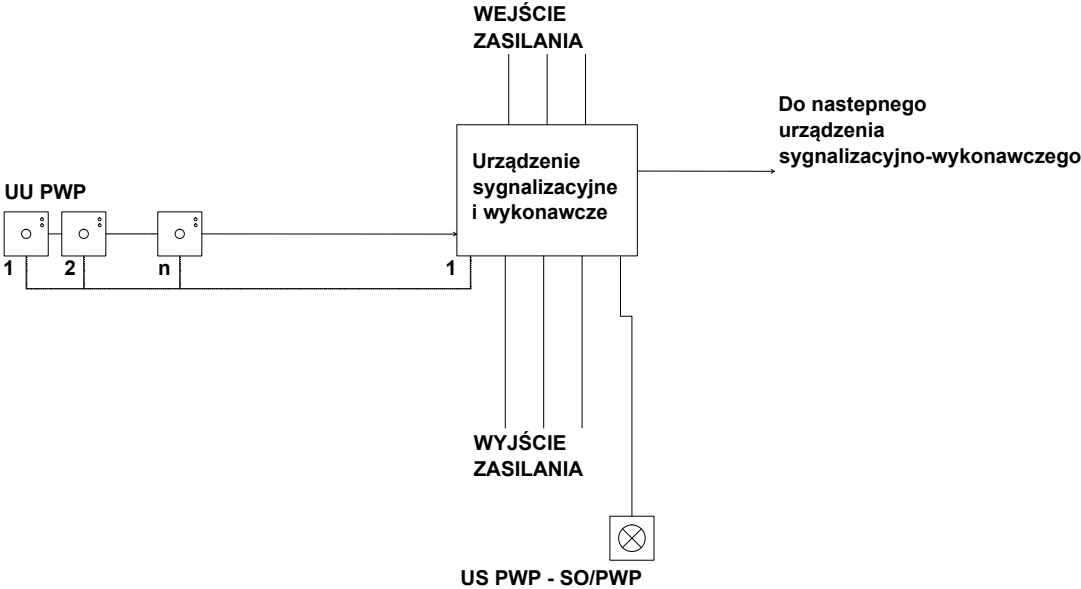 WEJŚCIE
ZASILANIA
Do nastepnego
urządzenia
sygnalizacyjno-wykonawczego
Urządzenie
sygnalizacyjne
i wykonawcze
UU PWP
1
2
n
1
WYJŚCIE
ZASILANIA
US PWP - SO/PWP